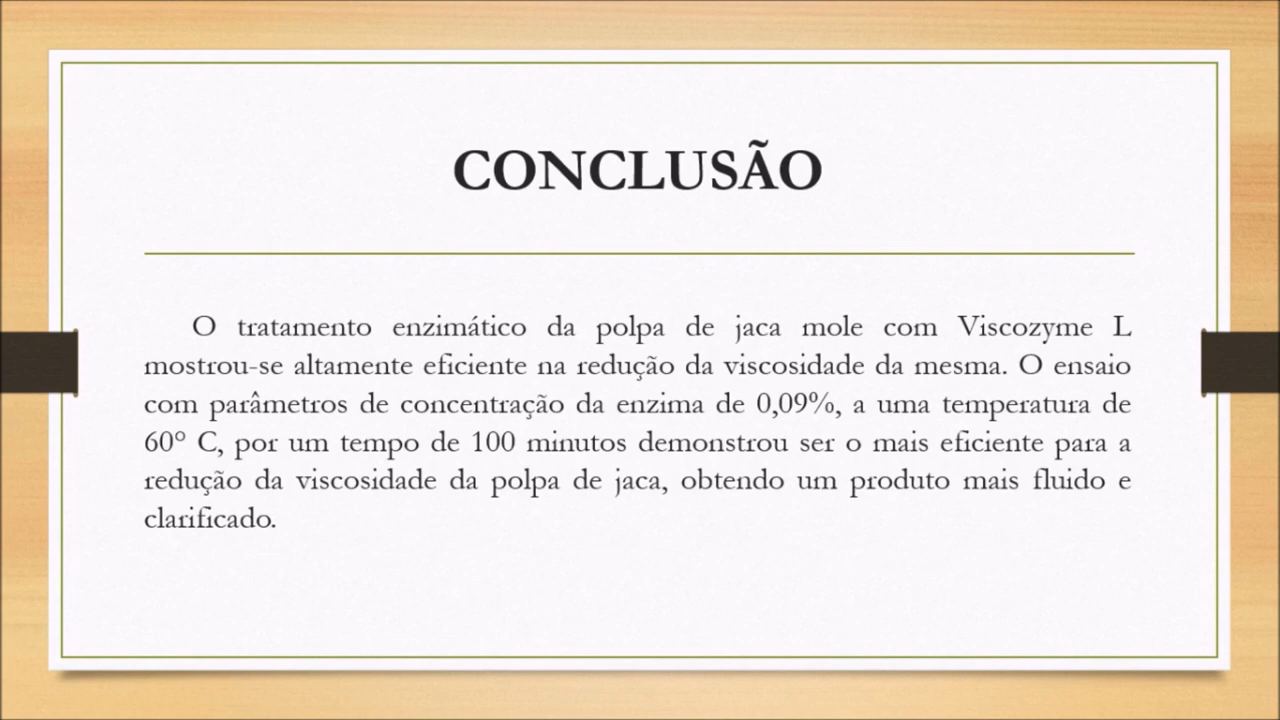 CONCLUSÃO
O tratamento enzimático da polpa de jaca mole com Viscozyme L
mostrou-se altamente eficiente na redução da viscosidade da mesma. O ensaio
com parâmetros de concentração da enzima de 0,09%, a uma temperatura de
60° C, por um tempo de 100 minutos demonstrou ser o mais eficiente para a
redução da viscosidade da polpa de jaca, obtendo um produto mais fluido e
clarificado.